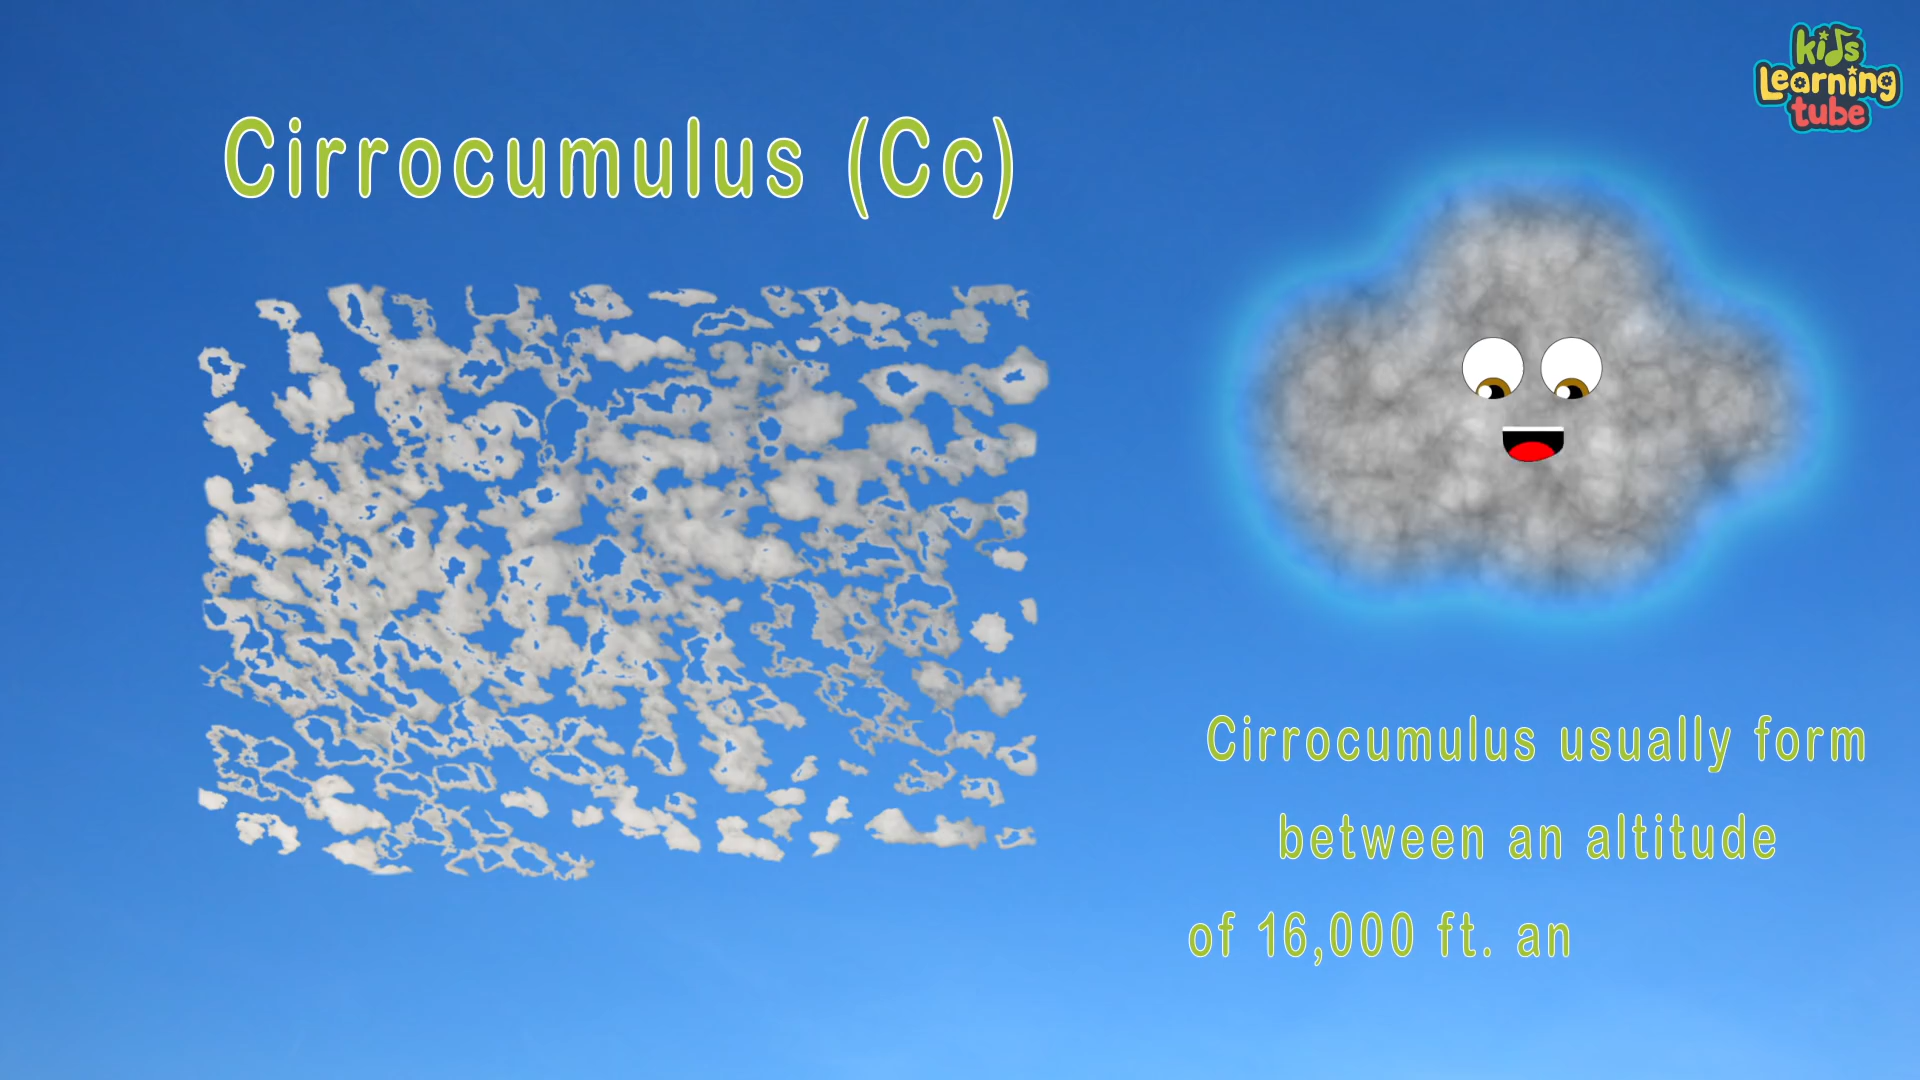 kids
Learning
tube
Cirrocumulus (Cc)
Cirrocumulus usually form
between an altitude
of 16,000 ft. an